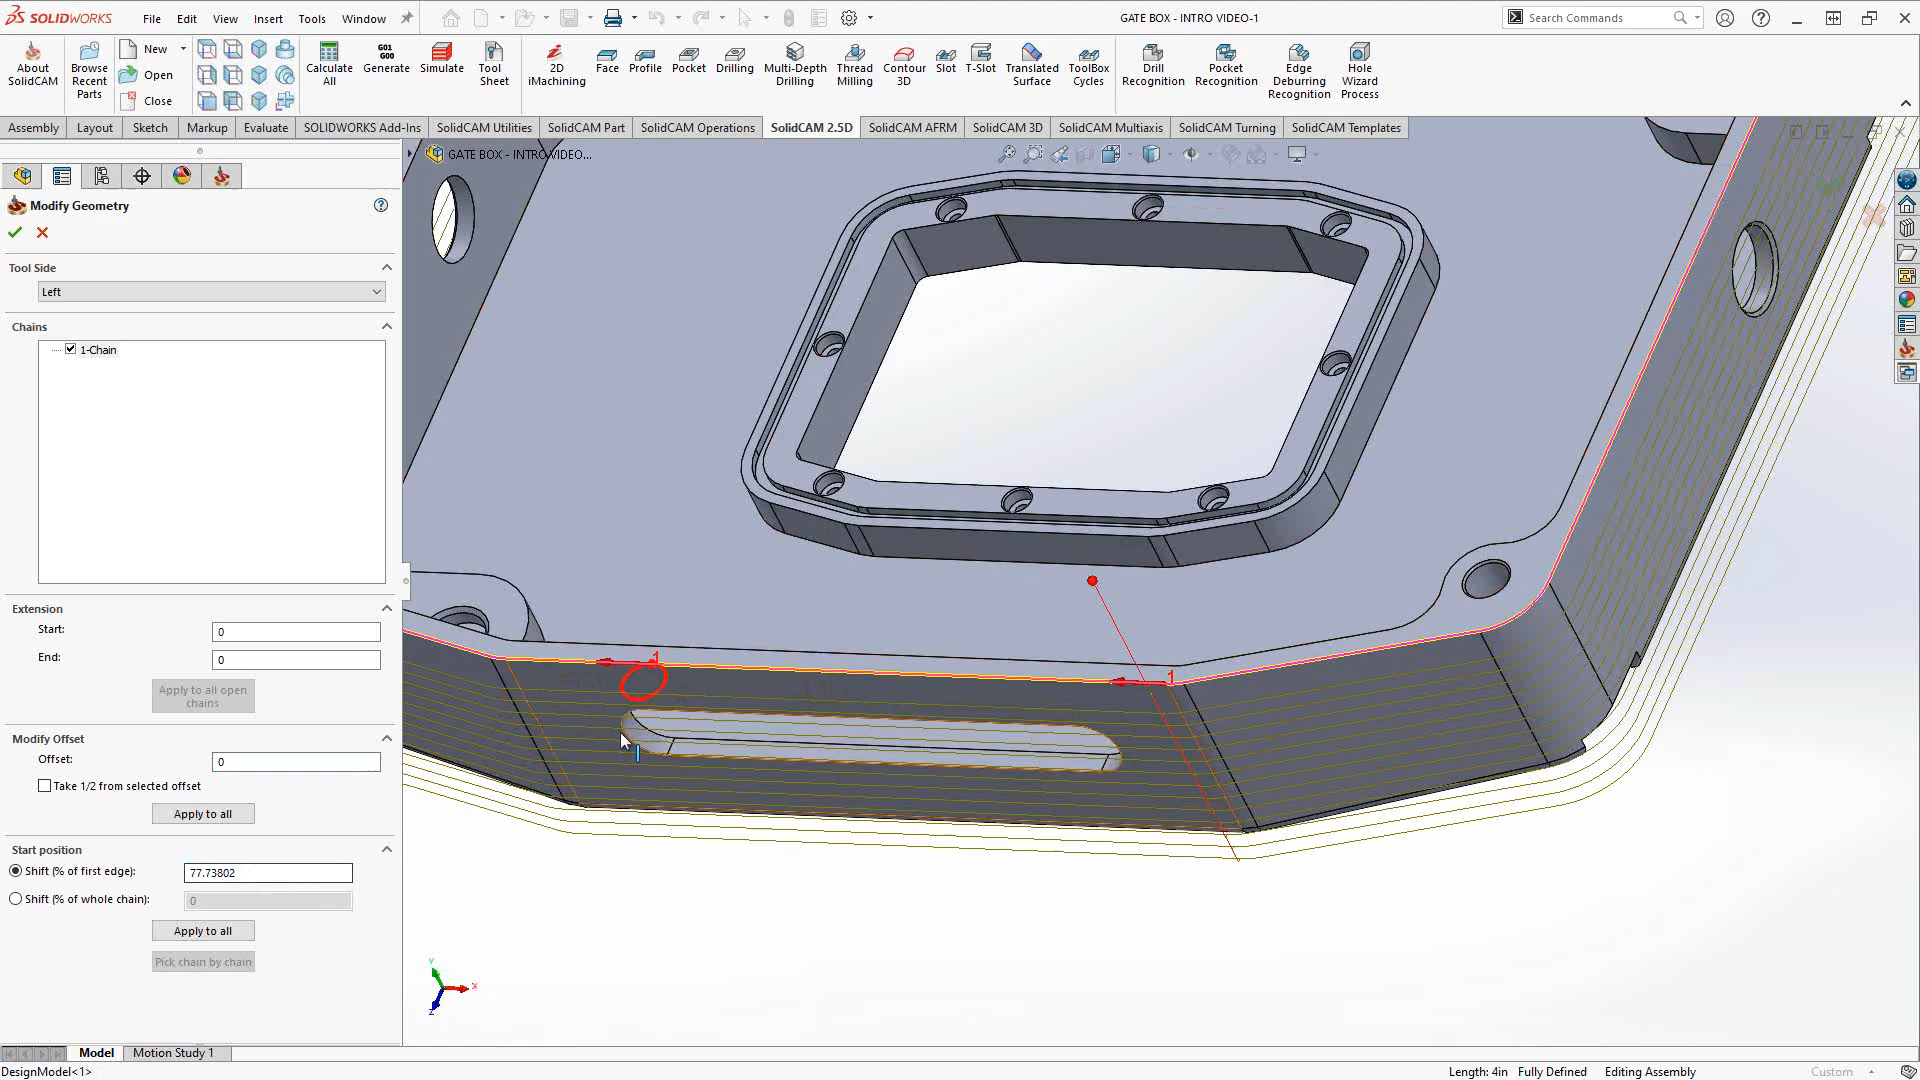 SOLIDWORKS
File Edit View Insert Tools Window
GATE BOX - INTRO VIDEO-1
Search Commands
About SolidCAM
Browse Recent Parts
New
Open
Close
Calculate All
G01 G00
Generate
Simulate
Tool Sheet
2D iMachining
Face
Profile
Pocket
Drilling
Multi-Depth Drilling
Thread Milling
Contour 3D
Slot
T-Slot
Translated Surface
ToolBox Cycles
Drill Recognition
Pocket Recognition
Edge Deburring Recognition
Hole Wizard Process
Assembly Layout Sketch Markup Evaluate SOLIDWORKS Add-Ins SolidCAM Utilities SolidCAM Part SolidCAM Operations SolidCAM 2.5D SolidCAM AFRM SolidCAM 3D SolidCAM Multiaxis SolidCAM Turning SolidCAM Templates
GATE BOX - INTRO VIDEO...
Modify Geometry
Tool Side
Left
Chains
1-Chain
Extension
Start: 0
End: 0
Apply to all open chains
Modify Offset
Offset: 0
Take 1/2 from selected offset
Apply to all
Start position
Shift (% of first edge): 77.73802
Shift (% of whole chain): 0
Apply to all
Pick chain by chain
1
1
Y
X
Z
Model Motion Study 1
DesignModel<1>
Length: 4in Fully Defined Editing Assembly Custom